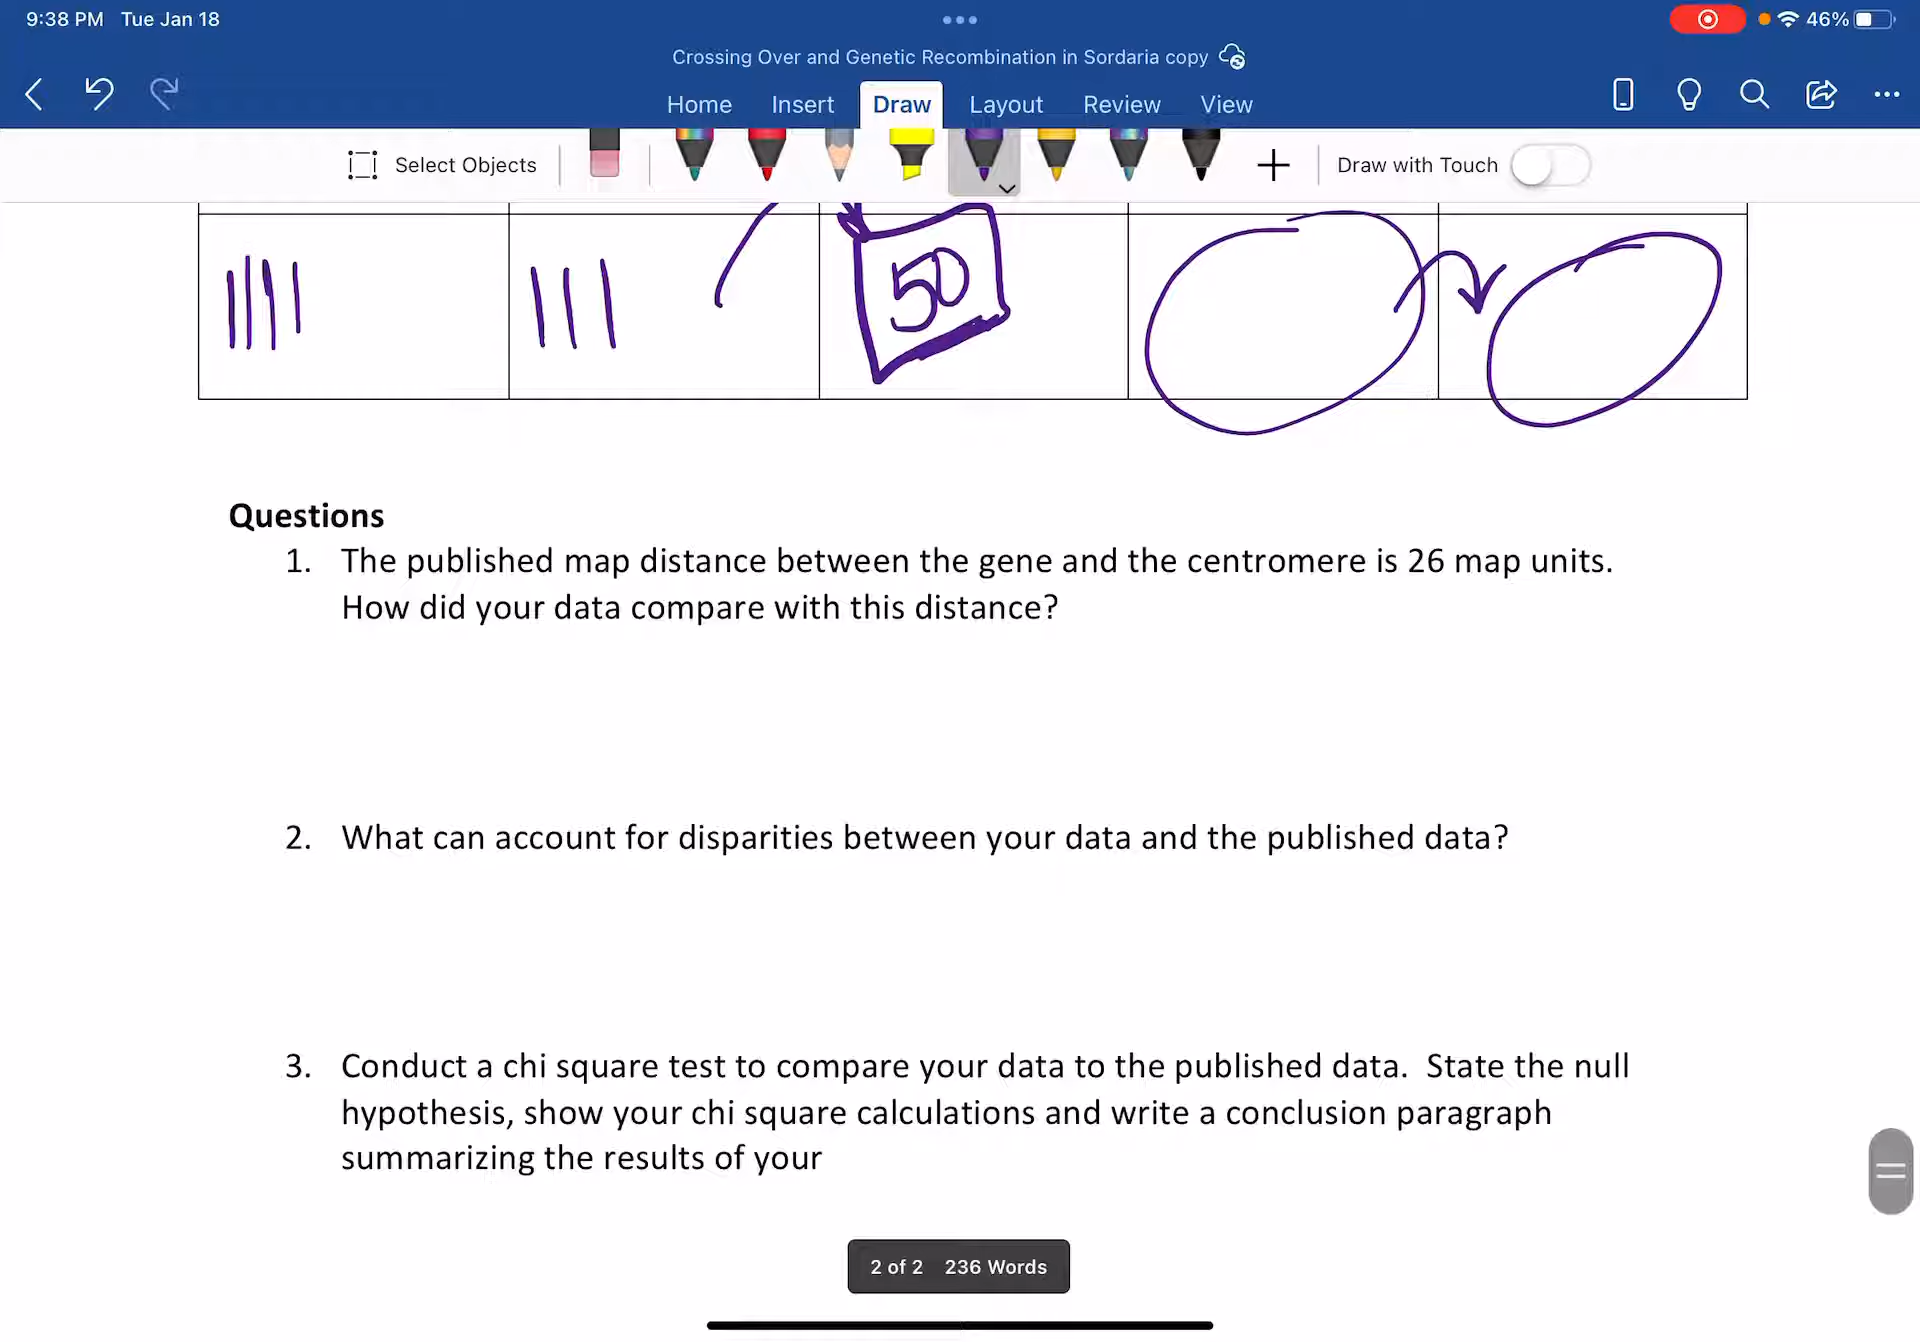 9:38 PM Tue Jan 18
46%
Crossing Over and Genetic Recombination in Sordaria copy
Home Insert Draw Layout Review View
Select Objects
Draw with Touch
50
Questions
1. The published map distance between the gene and the centromere is 26 map units.
How did your data compare with this distance?
2. What can account for disparities between your data and the published data?
3. Conduct a chi square test to compare your data to the published data. State the null
hypothesis, show your chi square calculations and write a conclusion paragraph
summarizing the results of your
2 of 2 236 Words